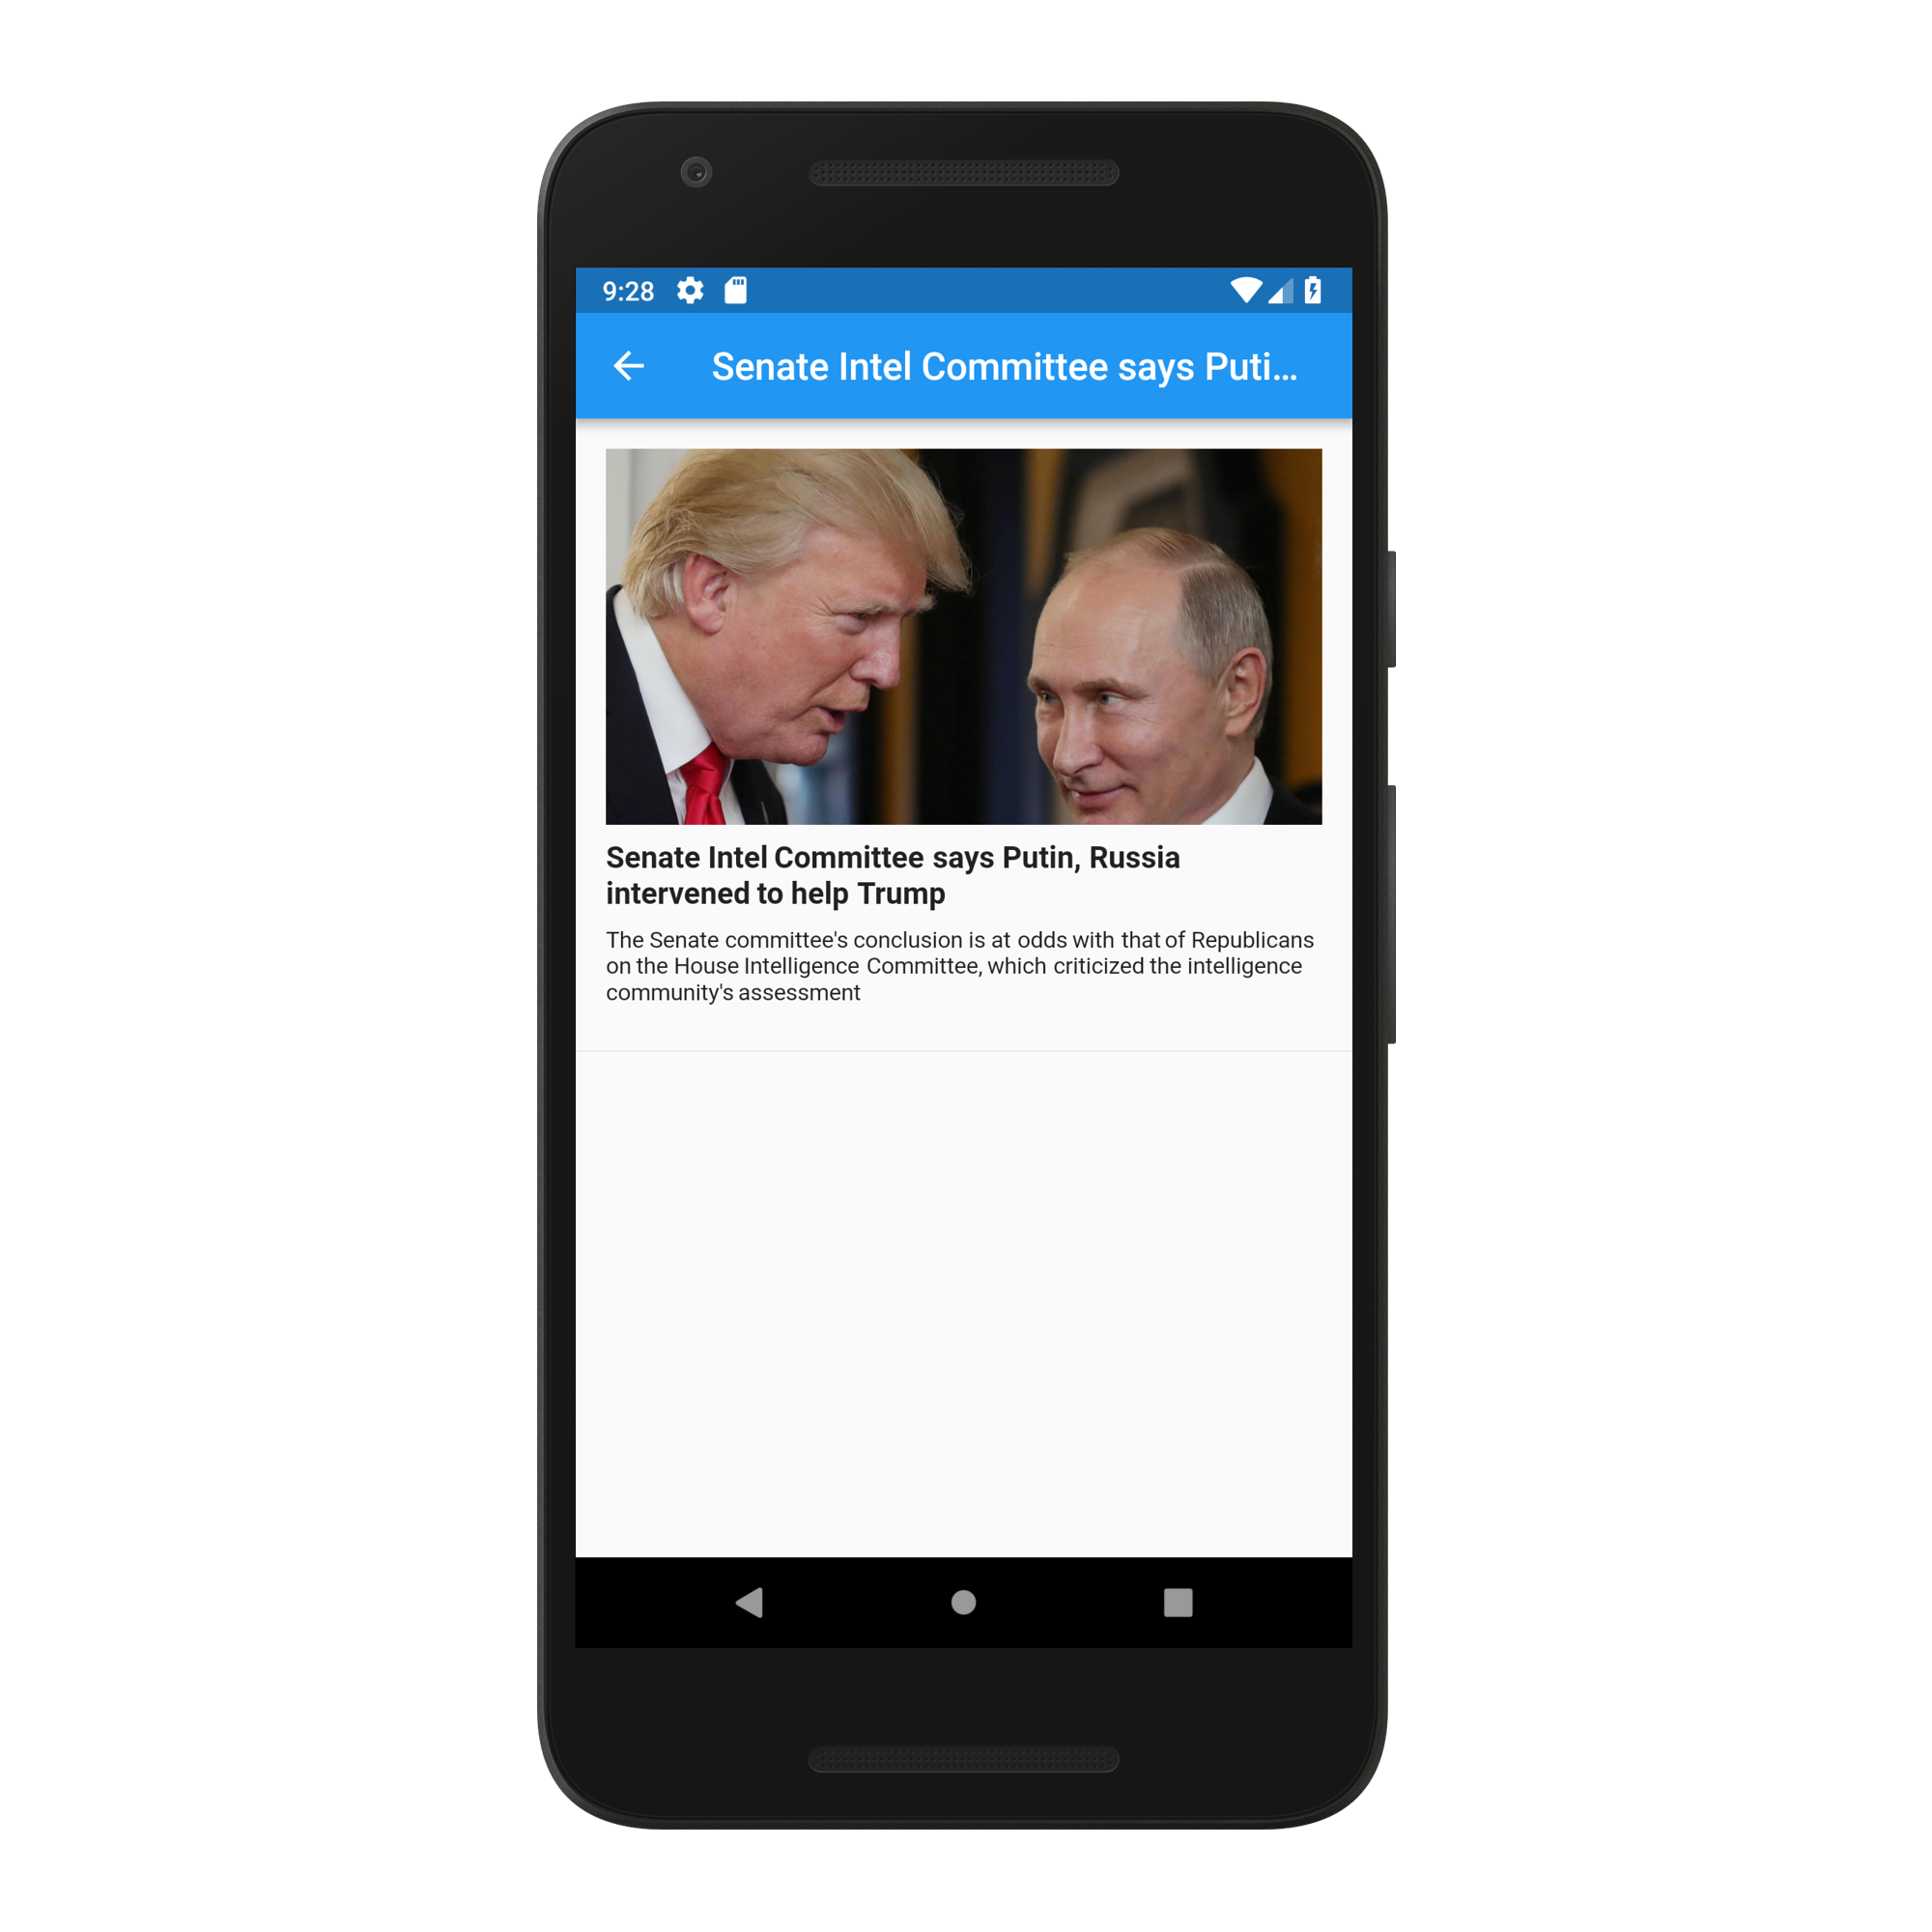 9:28
Senate Intel Committee says Puti...
Senate Intel Committee says Putin, Russia
intervened to help Trump
The Senate committee's conclusion is at odds with that of Republicans
on the House Intelligence Committee, which criticized the intelligence
community's assessment